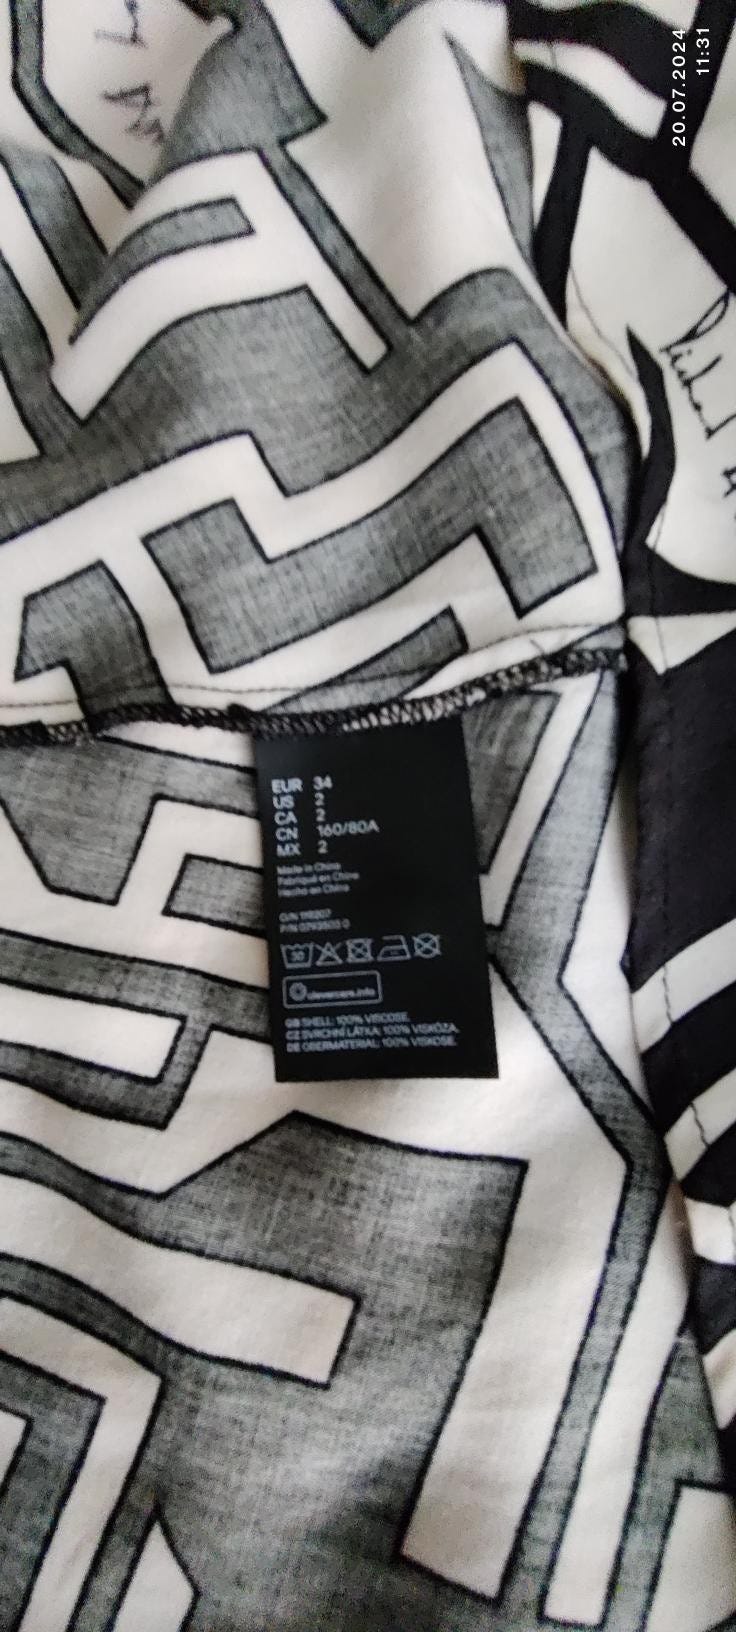 20.07.2024
11:31
Richard
EUR 34
US 2
CA 2
CN 160/80A
MX 2
Made in China
Fabriqué en Chine
Hecho en China
30
clevercare.info
GB SHELL: 100% VISCOSE.
CZ SVRCHNÍ LÁTKA: 100% VISKÓZA.
DE OBERMATERIAL: 100% VISKOSE.